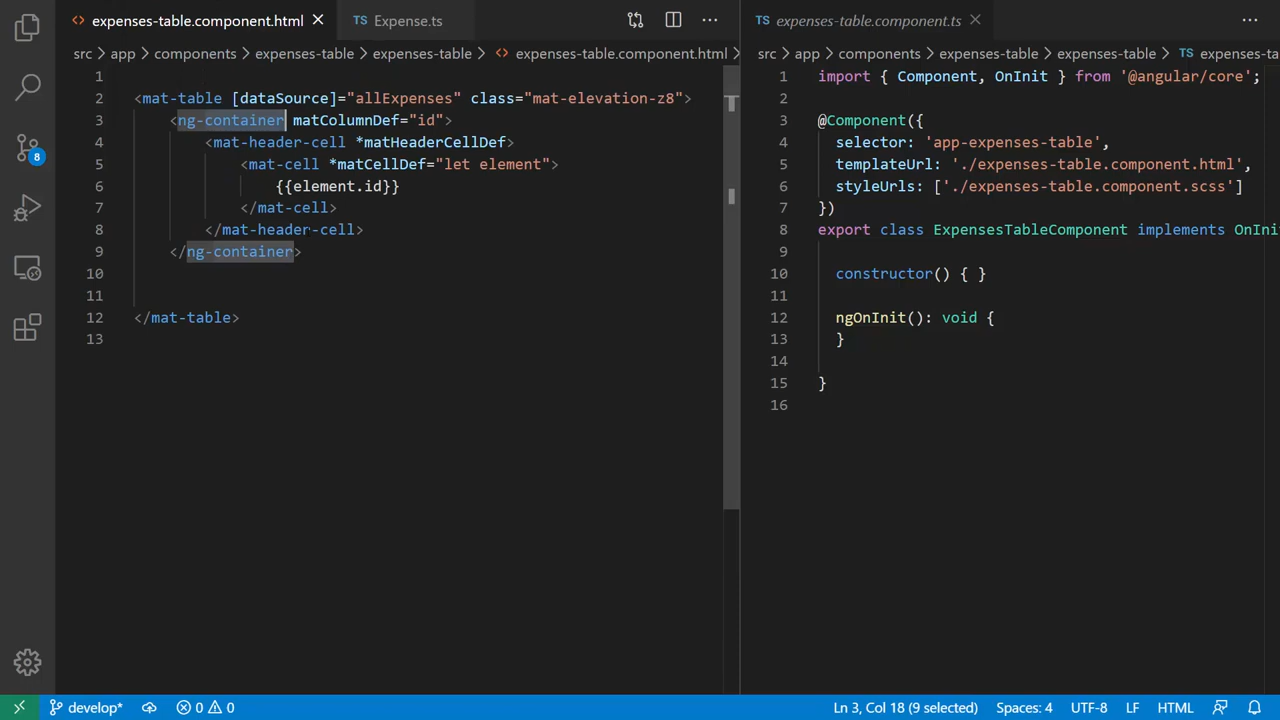 expenses-table.component.html
Expense.ts
src > app > components > expenses-table > expenses-table > expenses-table.component.html >
1
2 <mat-table [dataSource]="allExpenses" class="mat-elevation-z8">
3 <ng-container matColumnDef="id">
4 <mat-header-cell *matHeaderCellDef>
5 <mat-cell *matCellDef="let element">
6 {{element.id}}
7 </mat-cell>
8 </mat-header-cell>
9 </ng-container>
10
11
12 </mat-table>
13
TS expenses-table.component.ts
src > app > components > expenses-table > expenses-table > TS expenses-ta
1 import { Component, OnInit } from '@angular/core';
2
3 @Component({
4 selector: 'app-expenses-table',
5 templateUrl: './expenses-table.component.html',
6 styleUrls: ['./expenses-table.component.scss']
7 })
8 export class ExpensesTableComponent implements OnIni
9
10 constructor() { }
11
12 ngOnInit(): void {
13 }
14
15 }
16
8
develop* 0 0 Ln 3, Col 18 (9 selected) Spaces: 4 UTF-8 LF HTML